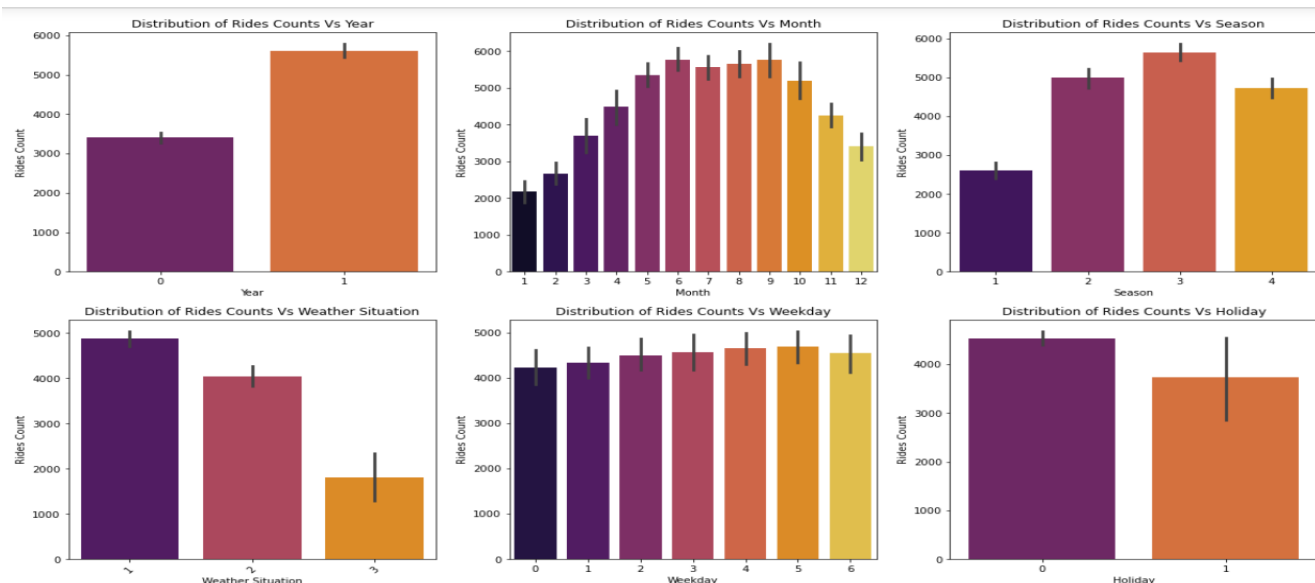 Distribution of Rides Counts Vs Year
Rides Count
6000
5000
4000
3000
2000
1000
0
0 1
Year
Distribution of Rides Counts Vs Month
Rides Count
6000
5000
4000
3000
2000
1000
0
1 2 3 4 5 6 7 8 9 10 11 12
Month
Distribution of Rides Counts Vs Season
Rides Count
6000
5000
4000
3000
2000
1000
0
1 2 3 4
Season
Distribution of Rides Counts Vs Weather Situation
Rides Count
5000
4000
3000
2000
1000
0
1 2 3
Weather Situation
Distribution of Rides Counts Vs Weekday
Rides Count
5000
4000
3000
2000
1000
0
0 1 2 3 4 5 6
Weekday
Distribution of Rides Counts Vs Holiday
Rides Count
4000
3000
2000
1000
0
0 1
Holiday